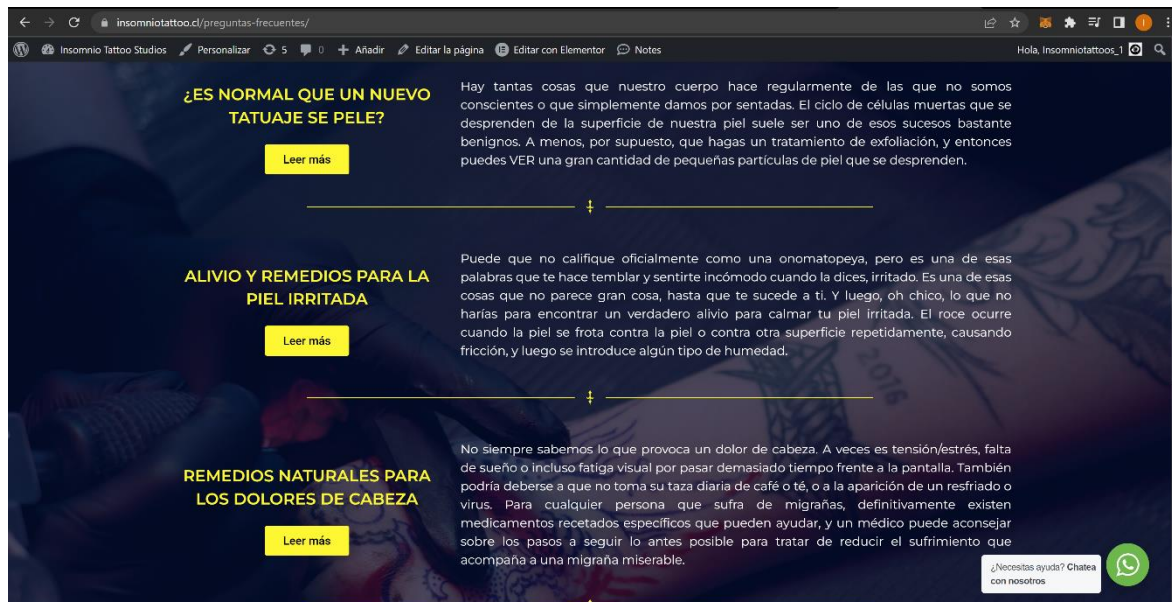 insomniotattoo.cl/preguntas-frecuentes/
Insomnio Tattoo Studios Personalizar 5 0 Añadir Editar la página Editar con Elementor Notes Hola, Insomniotattoos_1
¿ES NORMAL QUE UN NUEVO
TATUAJE SE PELE?
Leer más
Hay tantas cosas que nuestro cuerpo hace regularmente de las que no somos
conscientes o que simplemente damos por sentadas. El ciclo de células muertas que se
desprenden de la superficie de nuestra piel suele ser uno de esos sucesos bastante
benignos. A menos, por supuesto, que hagas un tratamiento de exfoliación, y entonces
puedes VER una gran cantidad de pequeñas partículas de piel que se desprenden.
ALIVIO Y REMEDIOS PARA LA
PIEL IRRITADA
Leer más
Puede que no califique oficialmente como una onomatopeya, pero es una de esas
palabras que te hace temblar y sentirte incómodo cuando la dices, irritado. Es una de esas
cosas que no parece gran cosa, hasta que te sucede a ti. Y luego, oh chico, lo que no
harías para encontrar un verdadero alivio para calmar tu piel irritada. El roce ocurre
cuando la piel se frota contra la piel o contra otra superficie repetidamente, causando
fricción, y luego se introduce algún tipo de humedad.
2016
REMEDIOS NATURALES PARA
LOS DOLORES DE CABEZA
Leer más
No siempre sabemos lo que provoca un dolor de cabeza. A veces es tensión/estrés, falta
de sueño o incluso fatiga visual por pasar demasiado tiempo frente a la pantalla. También
podría deberse a que no toma su taza diaria de café o té, o a la aparición de un resfriado o
virus. Para cualquier persona que sufra de migrañas, definitivamente existen
medicamentos recetados específicos que pueden ayudar, y un médico puede aconsejar
sobre los pasos a seguir lo antes posible para tratar de reducir el sufrimiento que
acompaña a una migraña miserable.
¿Necesitas ayuda? Chatea
con nosotros